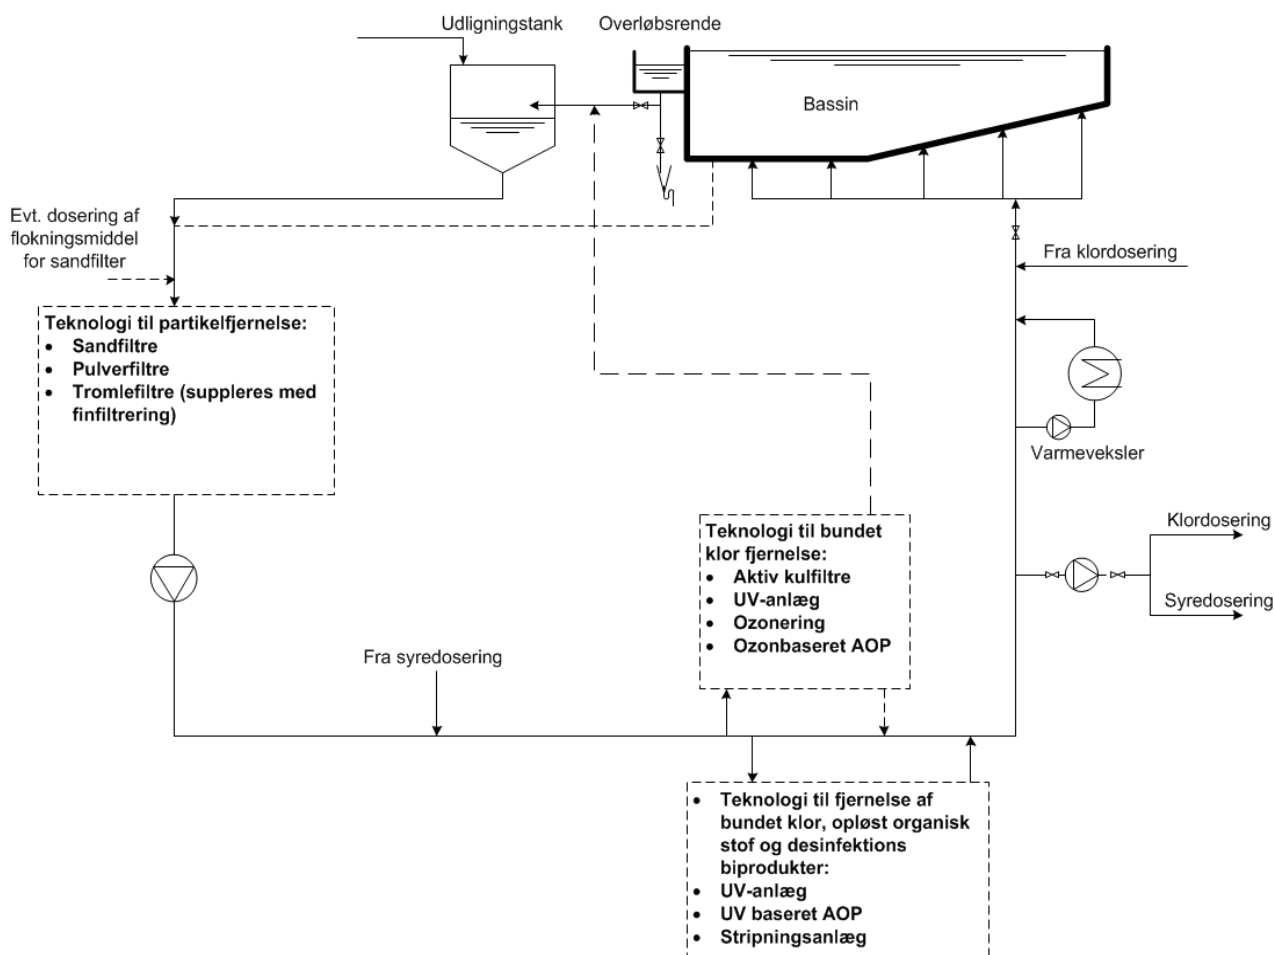 Udligningstank
Overløbsrende
Bassin
Evt. dosering af
flokningsmiddel
for sandfilter
Fra klordosering
Teknologi til partikelfjernelse:
• Sandfiltre
• Pulverfiltre
• Tromlefiltre (suppleres med
finfiltrering)
Varmeveksler
Klordosering
Syredosering
Teknologi til bundet
klor fjernelse:
• Aktiv kulfiltre
• UV-anlæg
• Ozonering
• Ozonbaseret AOP
Fra syredosering
• Teknologi til fjernelse af
bundet klor, opløst organisk
stof og desinfektions
biprodukter:
• UV-anlæg
• UV baseret AOP
• Stripningsanlæg